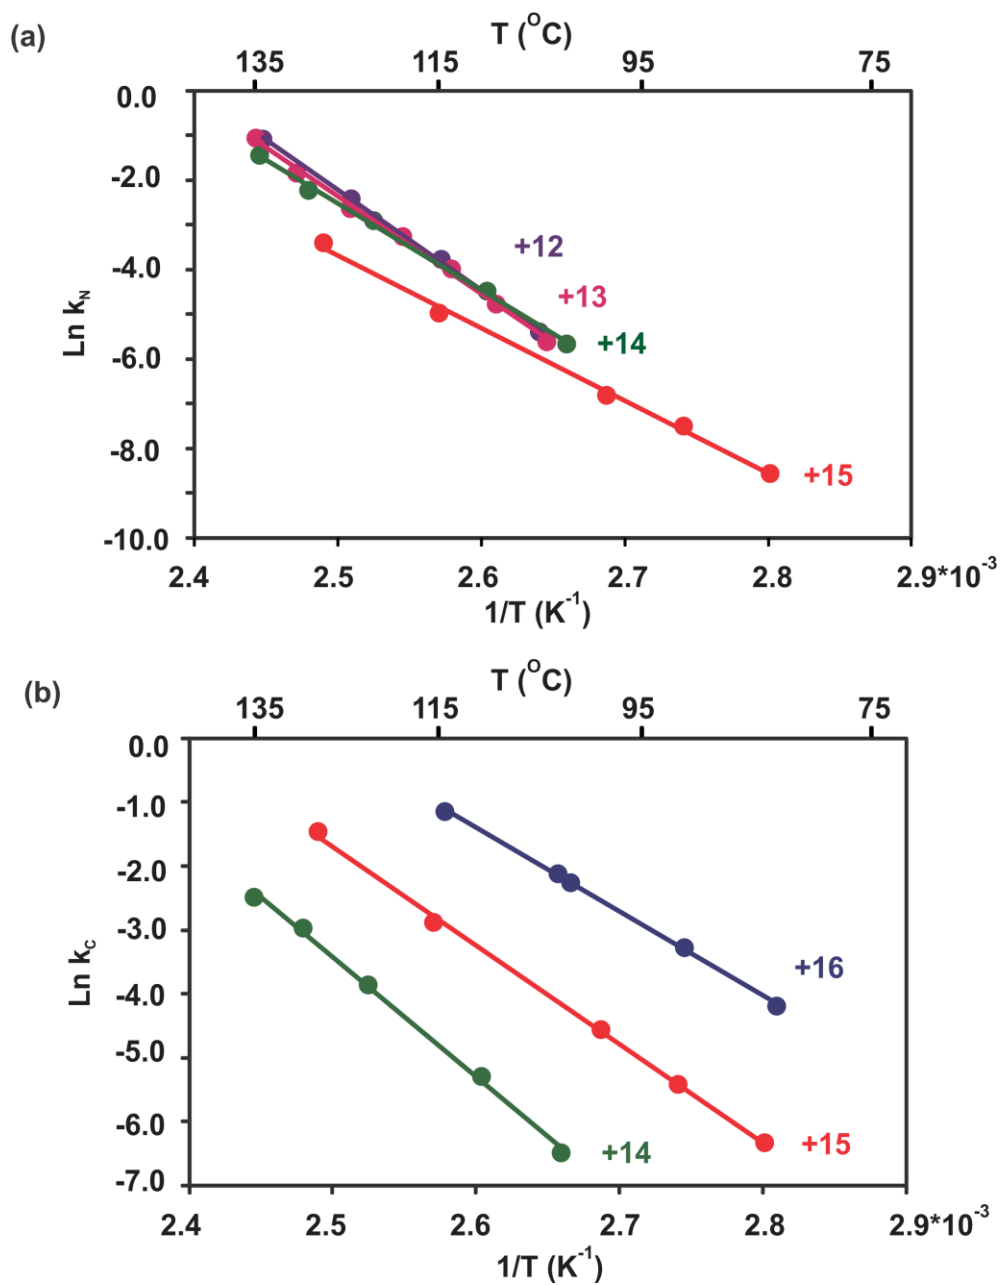 (a)
T (°C)
135 115 95 75
0.0
-2.0
-4.0
-6.0
-8.0
-10.0
Ln k_N
+12
+13
+14
+15
2.4 2.5 2.6 2.7 2.8 2.9*10⁻³
1/T (K⁻¹)
(b)
T (°C)
135 115 95 75
0.0
-1.0
-2.0
-3.0
-4.0
-5.0
-6.0
-7.0
Ln k_C
+16
+15
+14
2.4 2.5 2.6 2.7 2.8 2.9*10⁻³
1/T (K⁻¹)